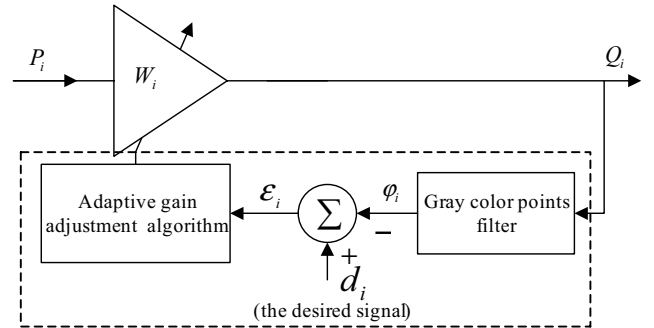 P_i
W_i
Q_i
Adaptive gain
adjustment algorithm
ε_i
Σ
φ_i
−
Gray color points
filter
+
d_i
(the desired signal)